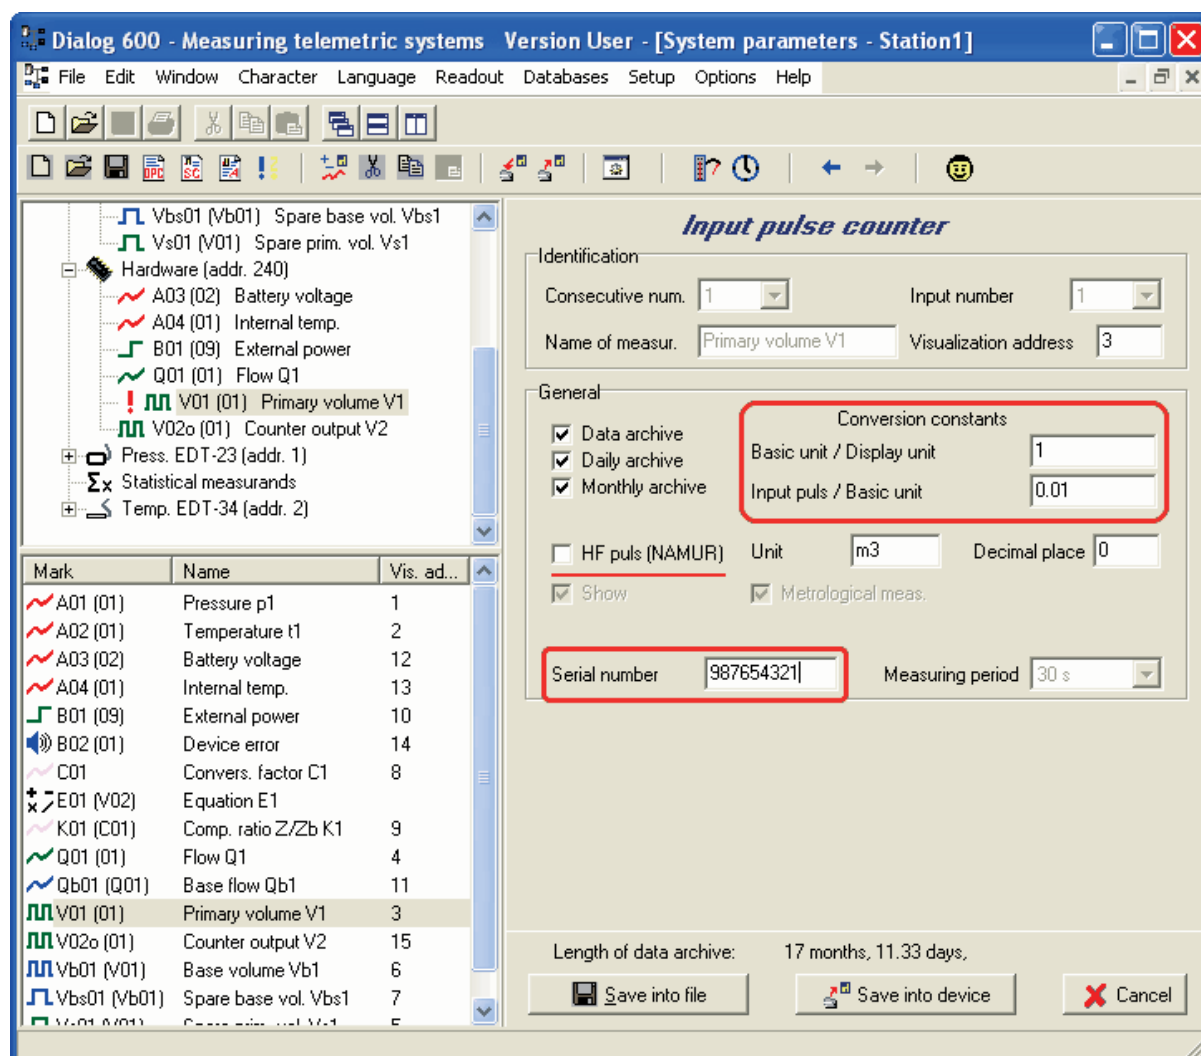 Dialog 600 - Measuring telemetric systems Version User - [System parameters - Station1]
File Edit Window Character Language Readout Databases Setup Options Help
Vbs01 (Vb01) Spare base vol. Vbs1
Vs01 (V01) Spare prim. vol. Vs1
Hardware (addr. 240)
A03 (02) Battery voltage
A04 (01) Internal temp.
B01 (09) External power
Q01 (01) Flow Q1
V01 (01) Primary volume V1
V02o (01) Counter output V2
Press. EDT-23 (addr. 1)
Statistical measurands
Temp. EDT-34 (addr. 2)
Mark Name Vis. ad...
A01 (01) Pressure p1 1
A02 (01) Temperature t1 2
A03 (02) Battery voltage 12
A04 (01) Internal temp. 13
B01 (09) External power 10
B02 (01) Device error 14
C01 Convers. factor C1 8
E01 (V02) Equation E1
K01 (C01) Comp. ratio Z/Zb K1 9
Q01 (01) Flow Q1 4
Qb01 (Q01) Base flow Qb1 11
V01 (01) Primary volume V1 3
V02o (01) Counter output V2 15
Vb01 (V01) Base volume Vb1 6
Vbs01 (Vb01) Spare base vol. Vbs1 7
Input pulse counter
Identification
Consecutive num. 1 Input number 1
Name of measur. Primary volume V1 Visualization address 3
General
Conversion constants
Data archive
Basic unit / Display unit 1
Daily archive
Monthly archive
Input puls / Basic unit 0.01
HF puls (NAMUR) Unit m3 Decimal place 0
Show Metrological meas.
Serial number 987654321 Measuring period 30 s
Length of data archive: 17 months, 11.33 days,
Save into file Save into device Cancel